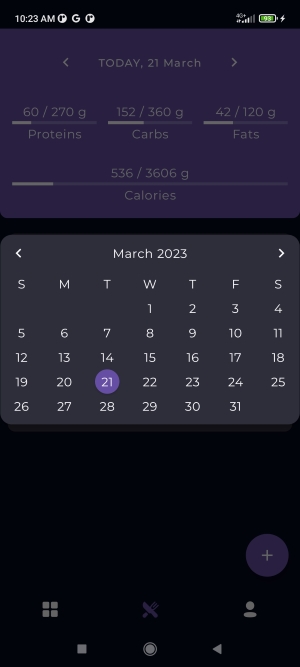 10:23 AM
4G+ 93
TODAY, 21 March
60 / 270 g 152 / 360 g 42 / 120 g
Proteins Carbs Fats
536 / 3606 g
Calories
March 2023
S M T W T F S
1 2 3 4
5 6 7 8 9 10 11
12 13 14 15 16 17 18
19 20 21 22 23 24 25
26 27 28 29 30 31